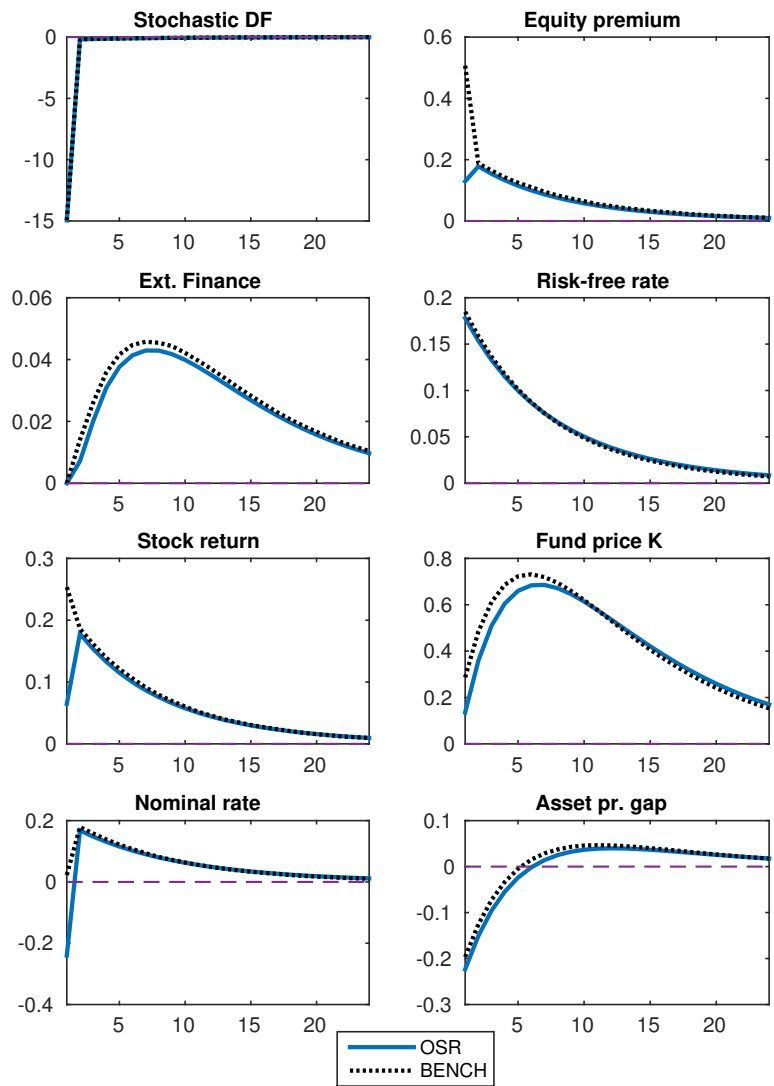 Stochastic DF
Equity premium
0
-5
-10
-15
5 10 15 20
0.6
0.4
0.2
0
5 10 15 20
Ext. Finance
Risk-free rate
0.06
0.04
0.02
0
5 10 15 20
0.2
0.15
0.1
0.05
0
5 10 15 20
Stock return
Fund price K
0.3
0.2
0.1
0
5 10 15 20
0.8
0.6
0.4
0.2
0
5 10 15 20
Nominal rate
Asset pr. gap
0.2
0
-0.2
-0.4
5 10 15 20
0.1
0
-0.1
-0.2
-0.3
5 10 15 20
OSR
BENCH